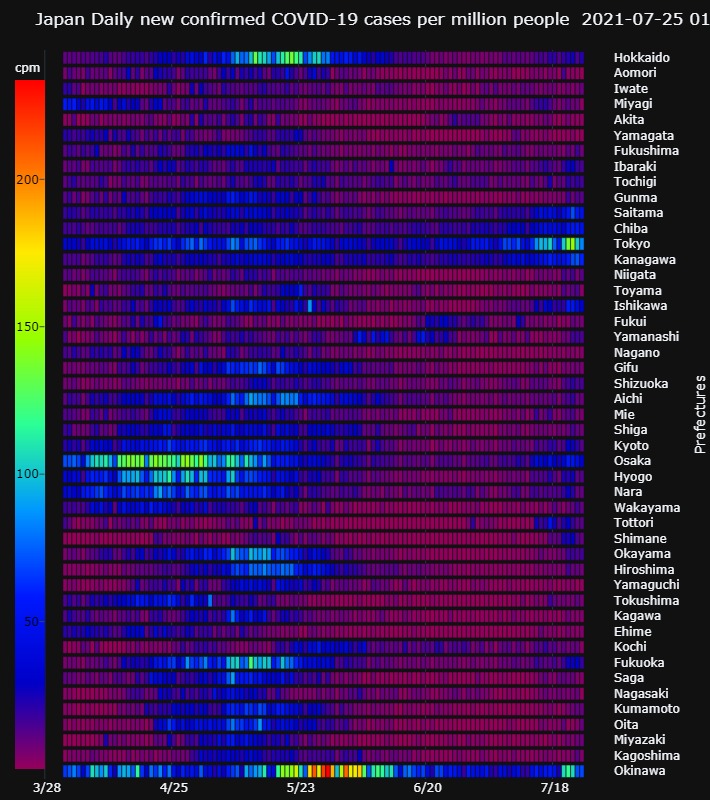 Japan Daily new confirmed COVID-19 cases per million people  2021-07-25 01
cpm
200
150
100
50
Hokkaido
Aomori
Iwate
Miyagi
Akita
Yamagata
Fukushima
Ibaraki
Tochigi
Gunma
Saitama
Chiba
Tokyo
Kanagawa
Niigata
Toyama
Ishikawa
Fukui
Yamanashi
Nagano
Gifu
Shizuoka
Aichi
Mie
Shiga
Kyoto
Osaka
Hyogo
Nara
Wakayama
Tottori
Shimane
Okayama
Hiroshima
Yamaguchi
Tokushima
Kagawa
Ehime
Kochi
Fukuoka
Saga
Nagasaki
Kumamoto
Oita
Miyazaki
Kagoshima
Okinawa
Prefectures
3/28 4/25 5/23 6/20 7/18